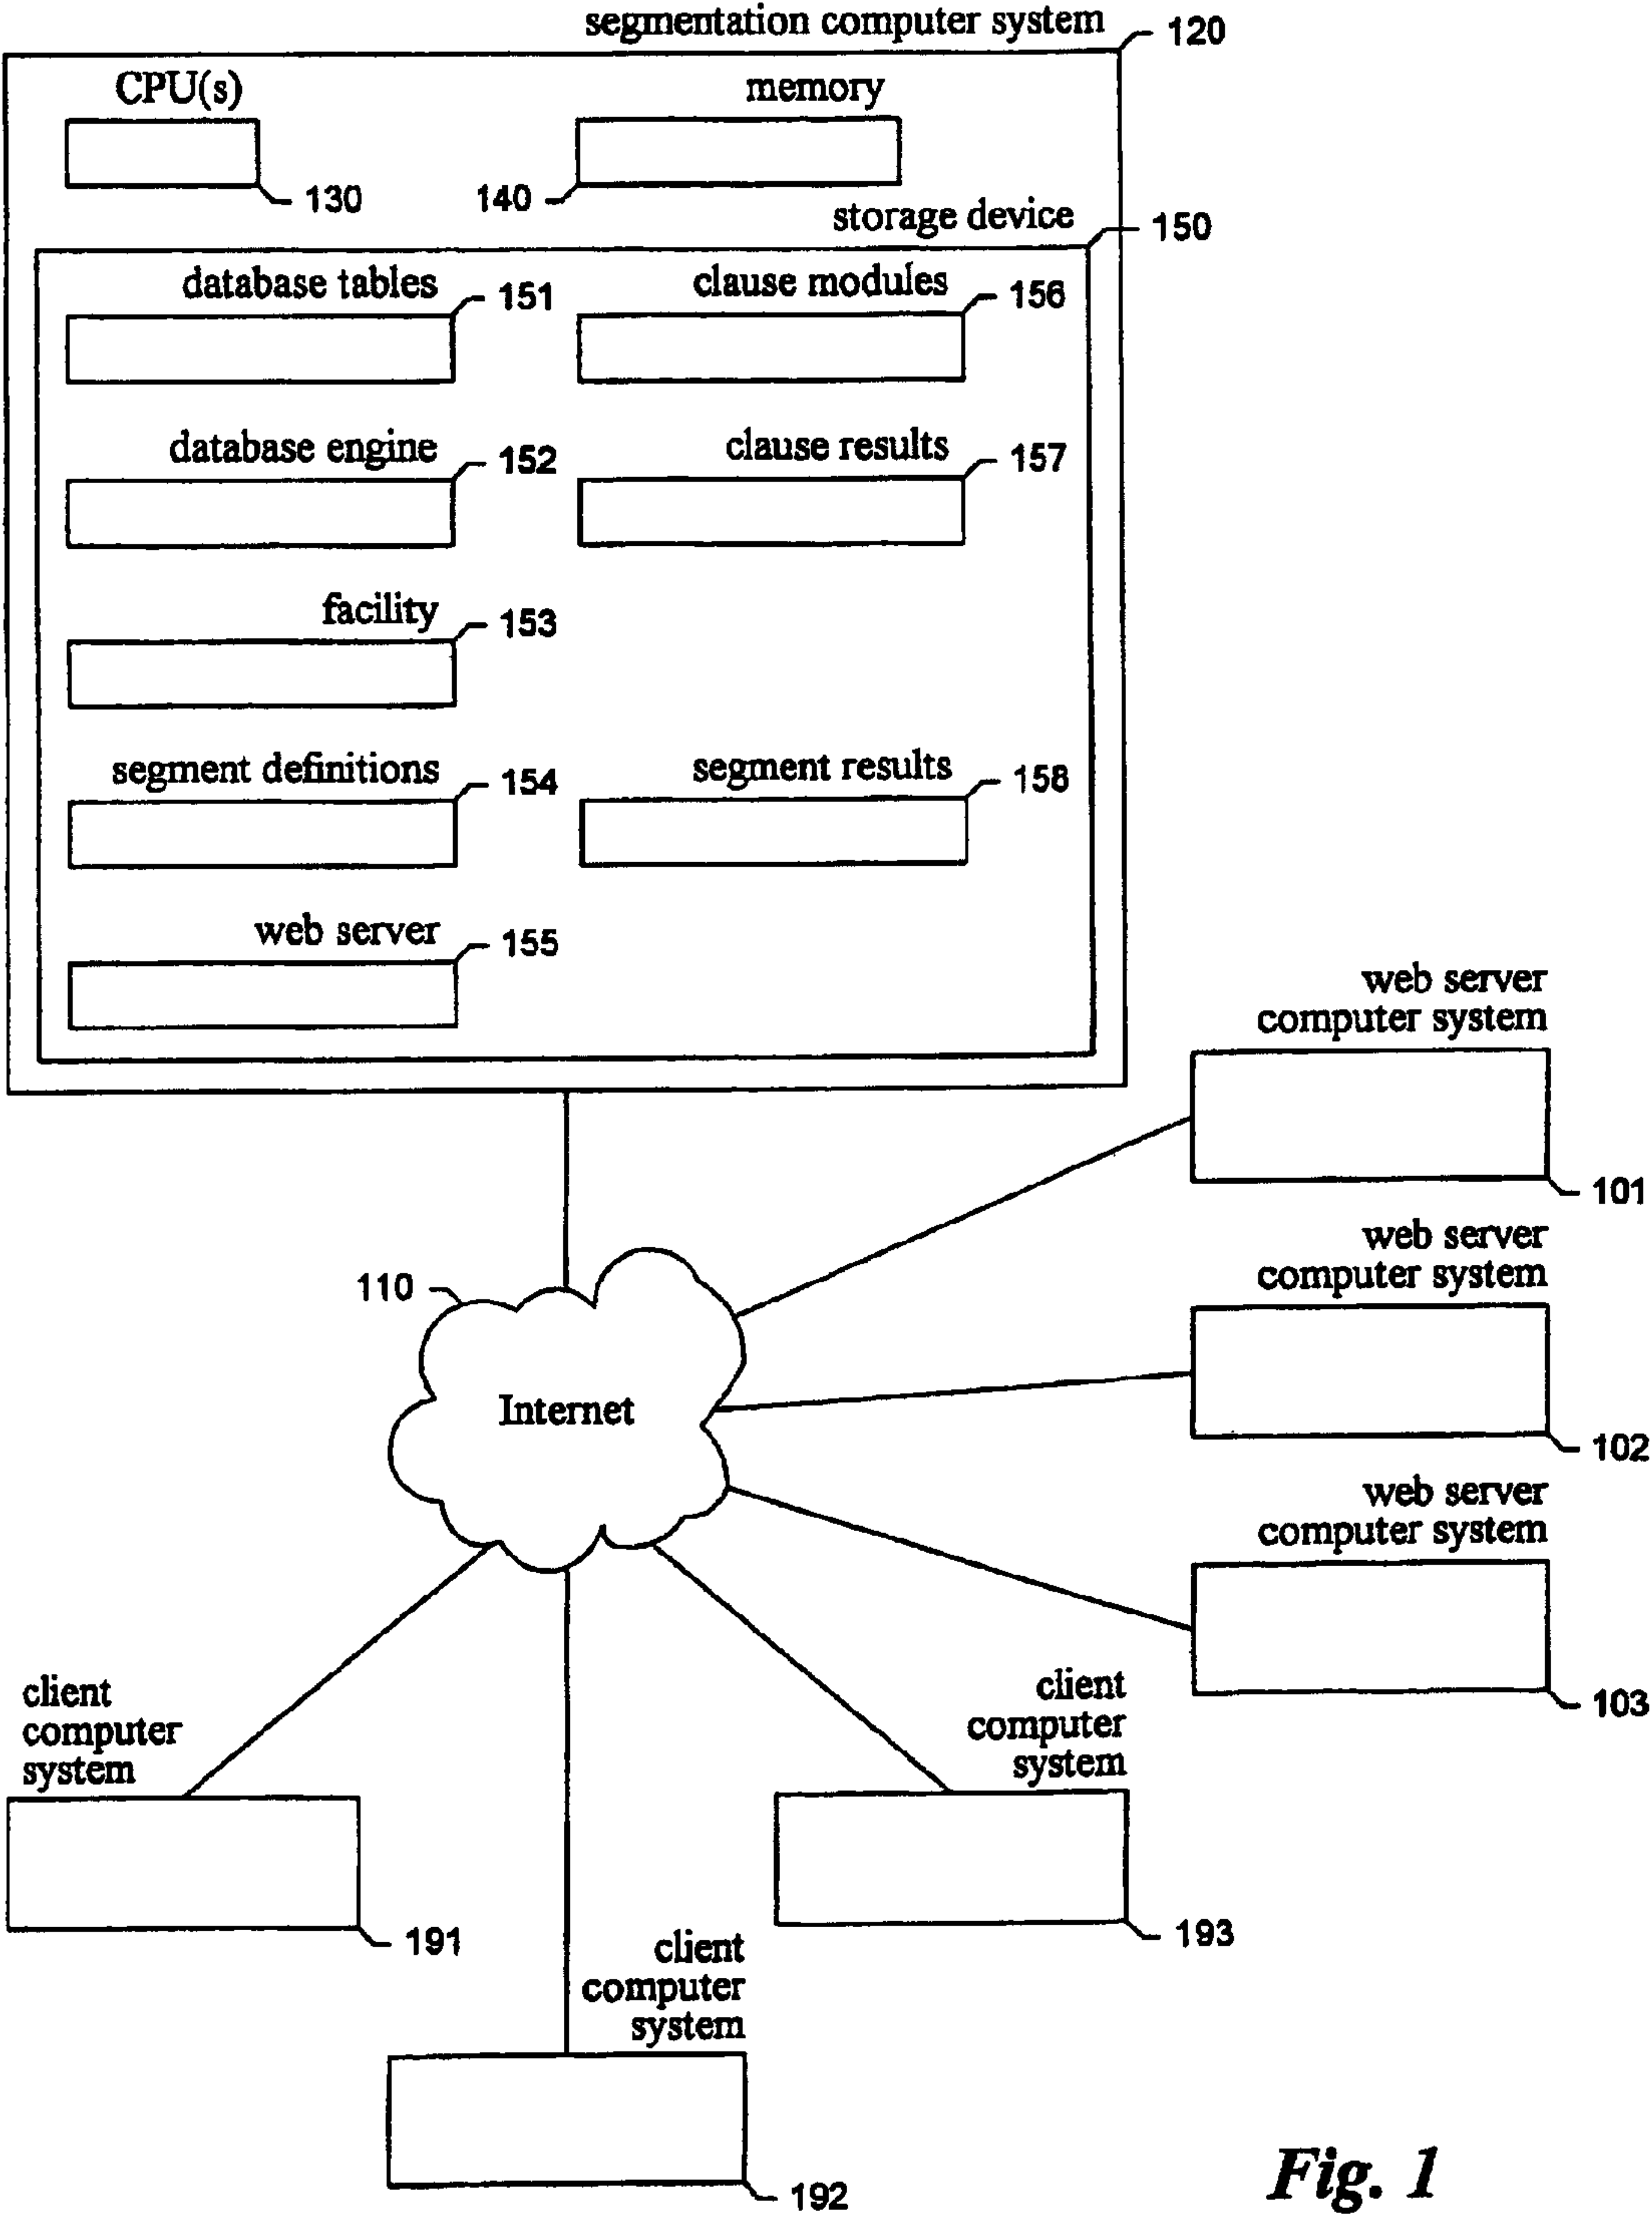 segmentation computer system
120
CPU(s)
memory
130
140
storage device
150
database tables
151
clause modules
156
database engine
152
clause results
157
facility
153
segment definitions
154
segment results
158
web server
155
web server
computer system
101
web server
computer system
102
110
Internet
web server
computer system
103
client
computer
system
191
client
computer
system
193
client
computer
system
192
Fig. 1